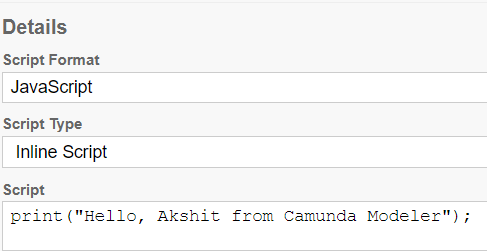 Details
Script Format
JavaScript
Script Type
Inline Script
Script
print("Hello, Akshit from Camunda Modeler");